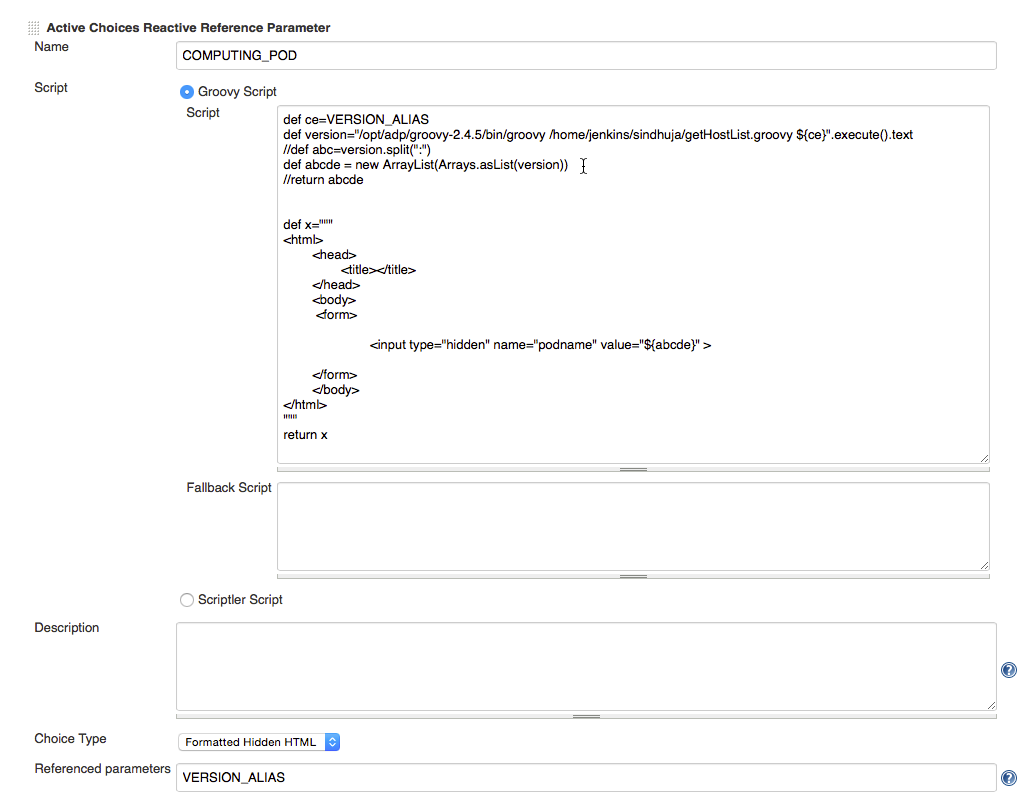 Active Choices Reactive Reference Parameter
Name
COMPUTING_POD
Script
Groovy Script
Script
def ce=VERSION_ALIAS
def version="/opt/adp/groovy-2.4.5/bin/groovy /home/jenkins/sindhuja/getHostList.groovy ${ce}".execute().text
//def abc=version.split(":")
def abcde = new ArrayList(Arrays.asList(version))
//return abcde
def x="""
<html>
<head>
<title></title>
</head>
<body>
<form>
<input type="hidden" name="podname" value="${abcde}" >
</form>
</body>
</html>
"""
return x
Fallback Script
Scriptler Script
Description
?
Choice Type
Formatted Hidden HTML
Referenced parameters
VERSION_ALIAS
?